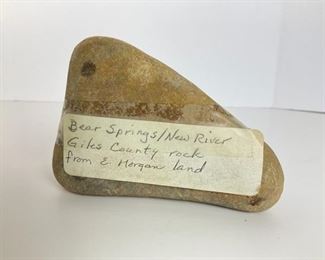 Bear Springs/New River
Giles County rock
from E. Morgan land